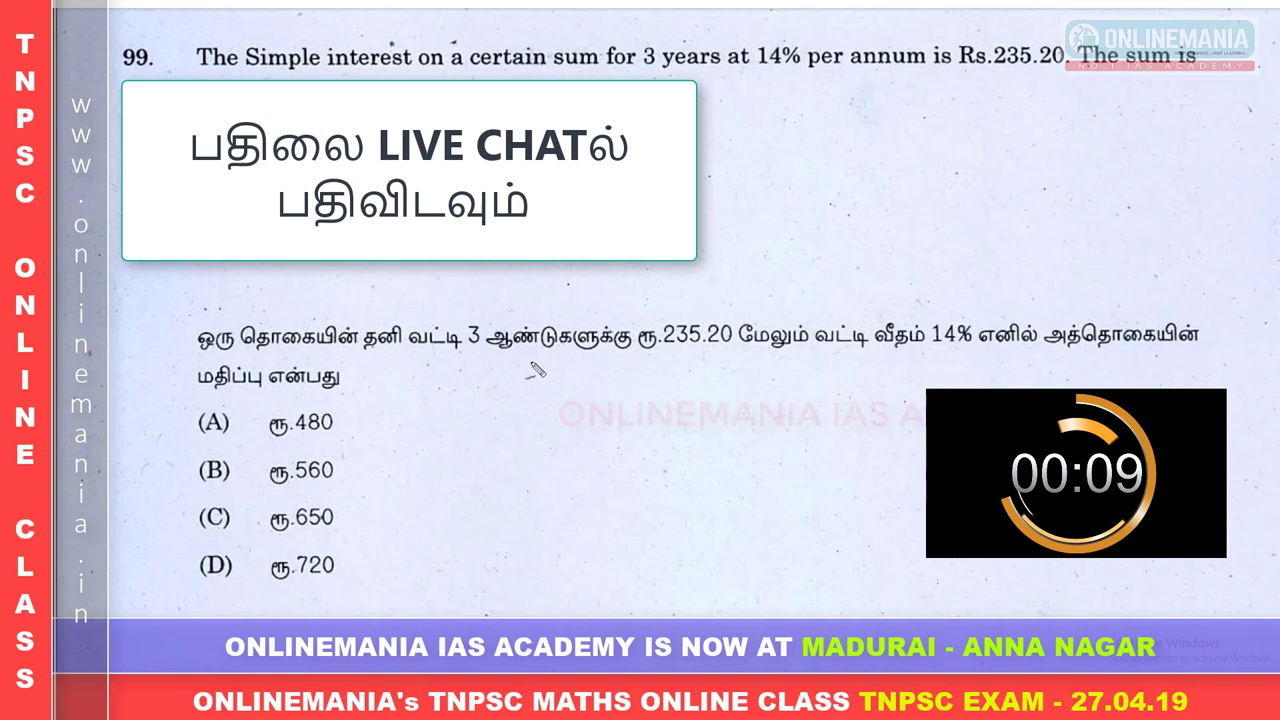 TNPSC ONLINE CLASS
www.onlinemania.in
ONLINEMANIA
NO.1 IAS ACADEMY
99. The Simple interest on a certain sum for 3 years at 14% per annum is Rs.235.20. The sum is
பதிலை LIVE CHATல்
பதிவிடவும்
ஒரு தொகையின் தனி வட்டி 3 ஆண்டுகளுக்கு ரூ.235.20 மேலும் வட்டி வீதம் 14% எனில் அத்தொகையின்
மதிப்பு என்பது
ONLINEMANIA IAS A
(A) ரூ.480
(B) ரூ.560
(C) ரூ.650
(D) ரூ.720
00:09
ONLINEMANIA IAS ACADEMY IS NOW AT MADURAI - ANNA NAGAR
ONLINEMANIA's TNPSC MATHS ONLINE CLASS TNPSC EXAM - 27.04.19